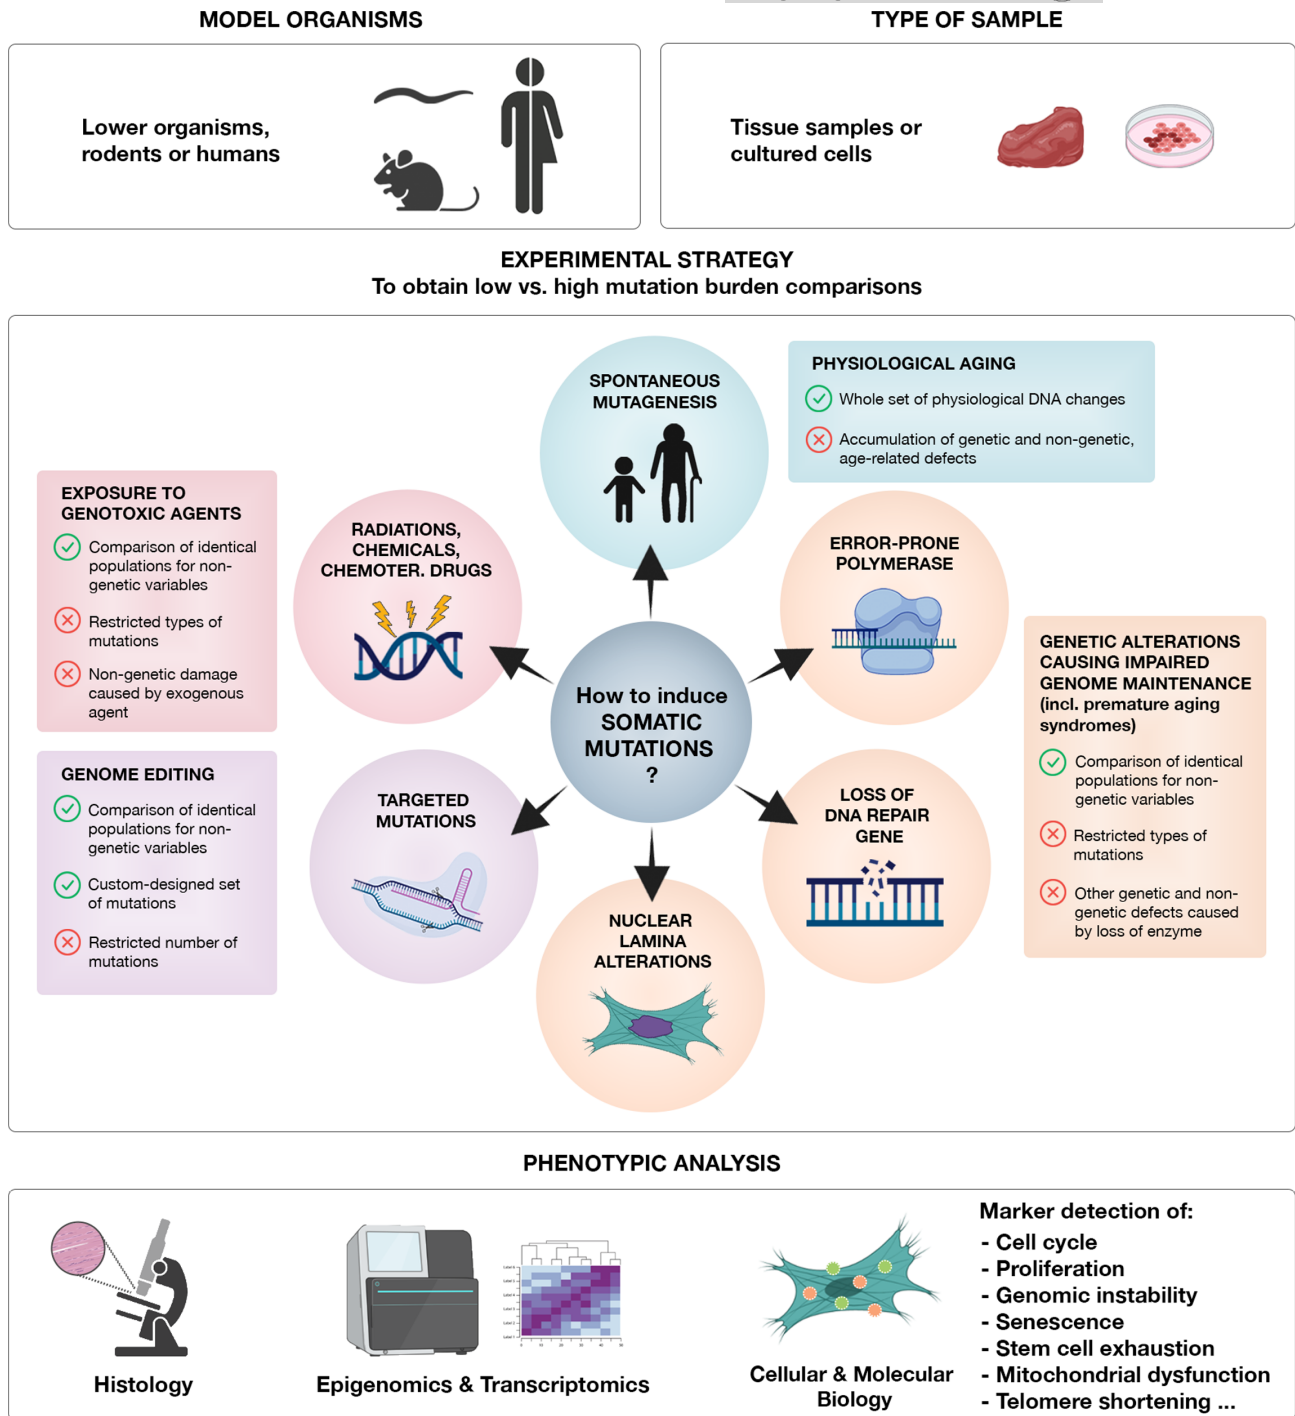 MODEL ORGANISMS
Lower organisms,
rodents or humans
TYPE OF SAMPLE
Tissue samples or
cultured cells
EXPERIMENTAL STRATEGY
To obtain low vs. high mutation burden comparisons
SPONTANEOUS
MUTAGENESIS
PHYSIOLOGICAL AGING
Whole set of physiological DNA changes
Accumulation of genetic and non-genetic,
age-related defects
EXPOSURE TO
GENOTOXIC AGENTS
Comparison of identical
populations for non-
genetic variables
Restricted types of
mutations
Non-genetic damage
caused by exogenous
agent
RADIATIONS,
CHEMICALS,
CHEMOTER. DRUGS
ERROR-PRONE
POLYMERASE
How to induce
SOMATIC
MUTATIONS
?
GENETIC ALTERATIONS
CAUSING IMPAIRED
GENOME MAINTENANCE
(incl. premature aging
syndromes)
Comparison of identical
populations for non-
genetic variables
Restricted types of
mutations
Other genetic and non-
genetic defects caused
by loss of enzyme
GENOME EDITING
Comparison of identical
populations for non-
genetic variables
Custom-designed set
of mutations
Restricted number of
mutations
TARGETED
MUTATIONS
LOSS OF
DNA REPAIR
GENE
NUCLEAR
LAMINA
ALTERATIONS
PHENOTYPIC ANALYSIS
Histology
Epigenomics & Transcriptomics
Cellular & Molecular
Biology
Marker detection of:
- Cell cycle
- Proliferation
- Genomic instability
- Senescence
- Stem cell exhaustion
- Mitochondrial dysfunction
- Telomere shortening ...